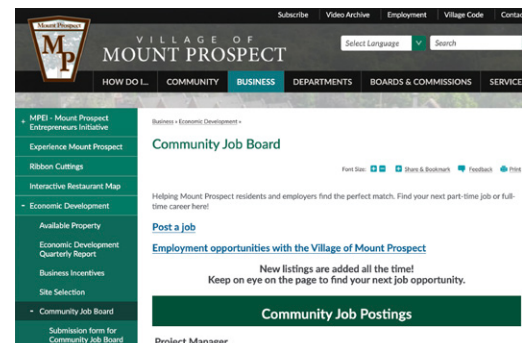 Subscribe Video Archive Employment Village Code Contac
Mount Prospect
MP
VILLAGE OF
MOUNT PROSPECT
Select Language
Search
HOW DO I... COMMUNITY BUSINESS DEPARTMENTS BOARDS & COMMISSIONS SERVICE
+ MPEI - Mount Prospect
Entrepreneurs Initiative
Experience Mount Prospect
Ribbon Cuttings
Interactive Restaurant Map
- Economic Development
Available Property
Economic Development
Quarterly Report
Business Incentives
Site Selection
- Community Job Board
Submission form for
Community Job Board
Business » Economic Development »
Community Job Board
Font Size: + - + Share & Bookmark Feedback Print
Helping Mount Prospect residents and employers find the perfect match. Find your next part-time job or full-
time career here!
Post a job
Employment opportunities with the Village of Mount Prospect
New listings are added all the time!
Keep on eye on the page to find your next job opportunity.
Community Job Postings
Project Manager